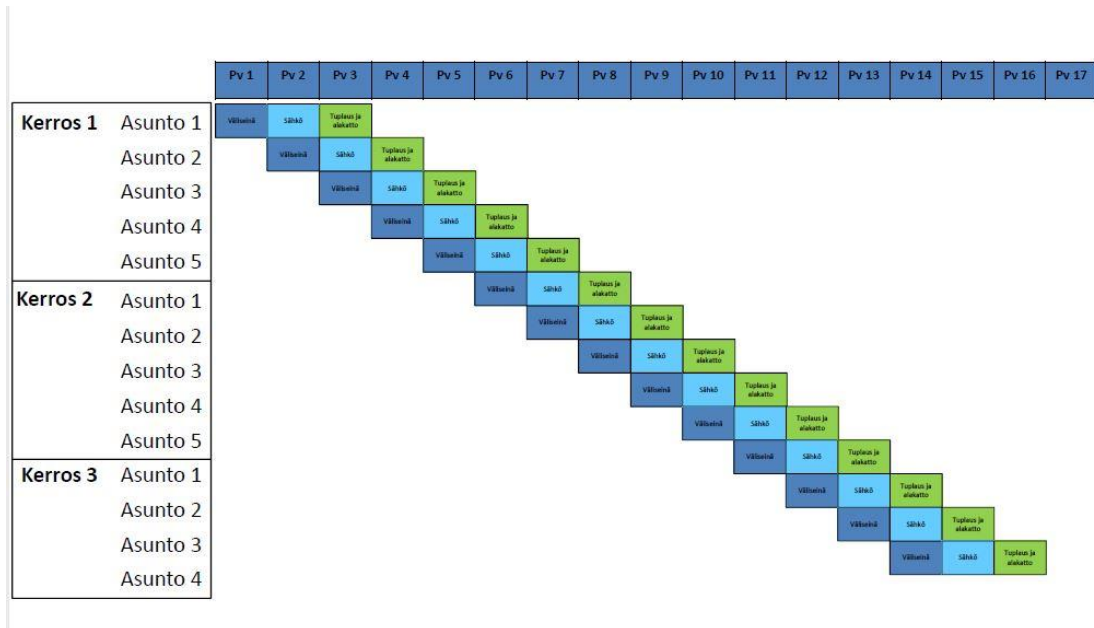 Pv 1 Pv 2 Pv 3 Pv 4 Pv 5 Pv 6 Pv 7 Pv 8 Pv 9 Pv 10 Pv 11 Pv 12 Pv 13 Pv 14 Pv 15 Pv 16 Pv 17
Kerros 1 Asunto 1 Väliseinä Sähkö Tuplaus ja alakatto
Asunto 2 Väliseinä Sähkö Tuplaus ja alakatto
Asunto 3 Väliseinä Sähkö Tuplaus ja alakatto
Asunto 4 Väliseinä Sähkö Tuplaus ja alakatto
Asunto 5 Väliseinä Sähkö Tuplaus ja alakatto
Kerros 2 Asunto 1 Väliseinä Sähkö Tuplaus ja alakatto
Asunto 2 Väliseinä Sähkö Tuplaus ja alakatto
Asunto 3 Väliseinä Sähkö Tuplaus ja alakatto
Asunto 4 Väliseinä Sähkö Tuplaus ja alakatto
Asunto 5 Väliseinä Sähkö Tuplaus ja alakatto
Kerros 3 Asunto 1 Väliseinä Sähkö Tuplaus ja alakatto
Asunto 2 Väliseinä Sähkö Tuplaus ja alakatto
Asunto 3 Väliseinä Sähkö Tuplaus ja alakatto
Asunto 4 Väliseinä Sähkö Tuplaus ja alakatto